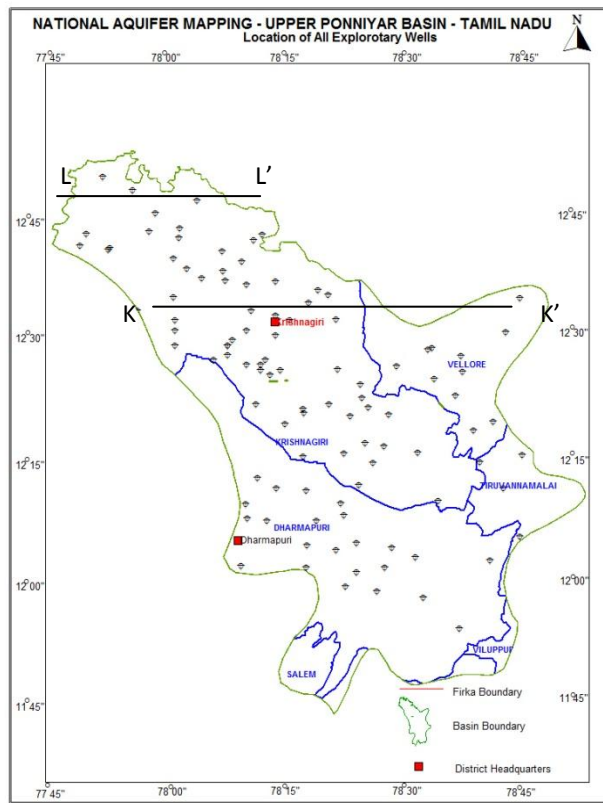 NATIONAL AQUIFER MAPPING - UPPER PONNIYAR BASIN - TAMIL NADU
Location of All Explorotary Wells
N
77°45 78°00 78°15 78°30 78°45
L L'
12°45 12°45
K K'
Krishnagiri
12°30 12°30
VELLORE
KRISHNAGIRI
12°15 12°15
TIRUVANNAMALAI
DHARMAPURI
Dharmapuri
12°00 12°00
VILUPPUR
SALEM
Firka Boundary
11°45 11°45
Basin Boundary
District Headquarters
77°45 78°00 78°15 78°30 78°45